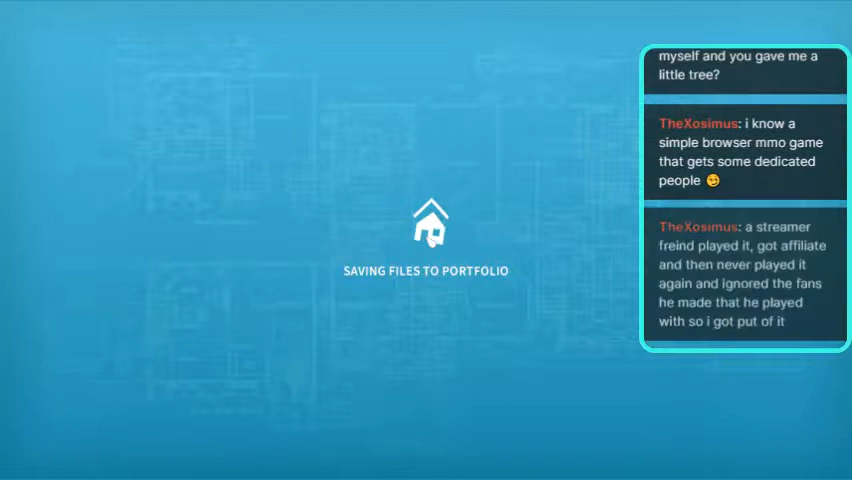 myself and you gave me a
little tree?
TheXosimus: i know a
simple browser mmo game
that gets some dedicated
people 😏
SAVING FILES TO PORTFOLIO
TheXosimus: a streamer
freind played it, got affiliate
and then never played it
again and ignored the fans
he made that he played
with so i got put of it